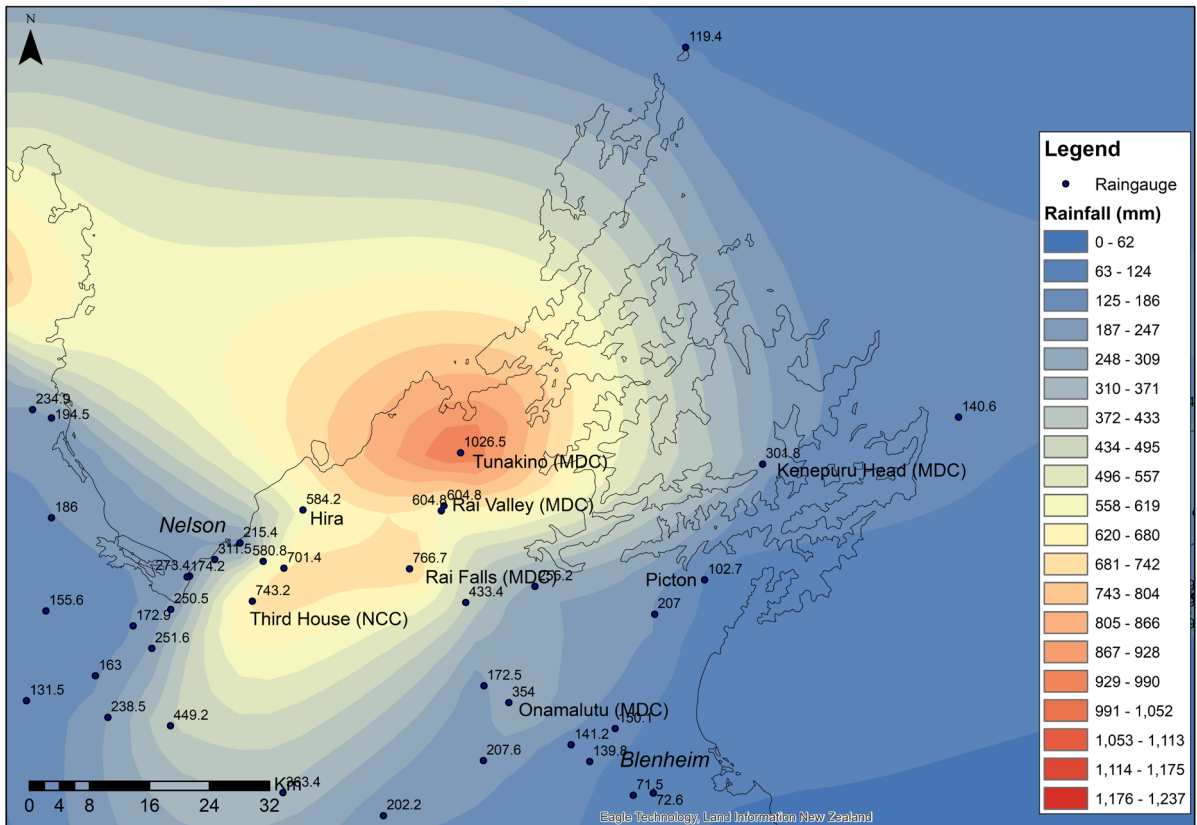 N
119.4
Legend
Raingauge
Rainfall (mm)
0 - 62
63 - 124
125 - 186
187 - 247
248 - 309
310 - 371
372 - 433
434 - 495
496 - 557
558 - 619
620 - 680
681 - 742
743 - 804
805 - 866
867 - 928
929 - 990
991 - 1,052
1,053 - 1,113
1,114 - 1,175
1,176 - 1,237
234.9
194.5
140.6
1026.5
Tunakino (MDC)
301.8
Kenepuru Head (MDC)
584.2
Hira
604.8
604.8
Rai Valley (MDC)
186
Nelson
215.4
311.5
580.8
701.4
273.4
174.2
766.7
Rai Falls (MDC)
255.2
Picton
102.7
155.6
250.5
743.2
Third House (NCC)
433.4
207
172.9
251.6
163
172.5
131.5
238.5
449.2
354
Onamalutu (MDC)
150.1
141.2
139.8
Blenheim
207.6
71.5
72.6
263.4
Km
0 4 8 16 24 32
202.2
Eagle Technology, Land Information New Zealand